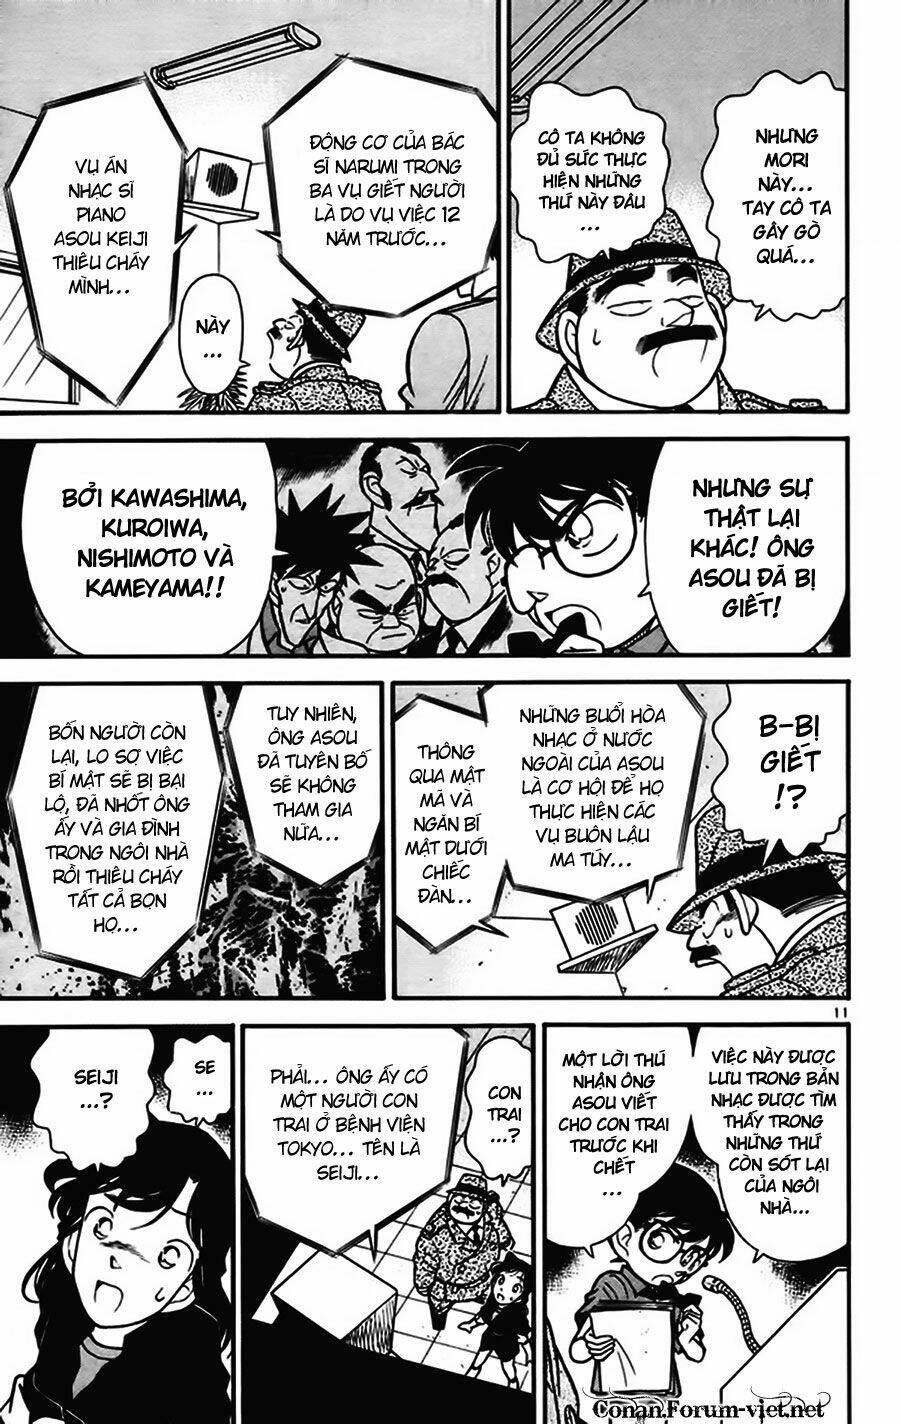 NHƯNG
MORI
NÀY...
TAY CÔ TA
GẦY GÒ
QUÁ...
CÔ TA KHÔNG
ĐỦ SỨC THỰC
HIỆN NHỮNG
THỨ NÀY ĐÂU
...
ĐỘNG CƠ CỦA BÁC
SĨ NARUMI TRONG
BA VỤ GIẾT NGƯỜI
LÀ DO VỤ VIỆC 12
NĂM TRƯỚC...
VỤ ÁN
NHẠC SĨ
PIANO
ASOU KEIJI
THIÊU CHÁY
MÌNH...
NÀY
...
NHƯNG SỰ
THẬT LẠI
KHÁC! ÔNG
ASOU ĐÃ BỊ
GIẾT!
BỞI KAWASHIMA,
KUROIWA,
NISHIMOTO VÀ
KAMEYAMA!!
B-BỊ
GIẾT
!?
NHỮNG BUỔI HÒA
NHẠC Ở NƯỚC
NGOÀI CỦA ASOU
LÀ CƠ HỘI ĐỂ HỌ
THỰC HIỆN CÁC
VỤ BUÔN LẬU
MA TÚY...
THÔNG
QUA MẬT
MÃ VÀ
NGĂN BÍ
MẬT DƯỚI
CHIẾC
ĐÀN...
TUY NHIÊN,
ÔNG ASOU
ĐÃ TUYÊN BỐ
SẼ KHÔNG
THAM GIA
NỮA...
BỐN NGƯỜI CÒN
LẠI, LO SỢ VIỆC
BÍ MẬT SẼ BỊ BẠI
LỘ, ĐÃ NHỐT ÔNG
ẤY VÀ GIA ĐÌNH
TRONG NGÔI NHÀ
RỒI THIÊU CHÁY
TẤT CẢ BỌN
HỌ...
11
VIỆC NÀY ĐƯỢC
LƯU TRONG BẢN
NHẠC ĐƯỢC TÌM
THẤY TRONG
NHỮNG THỨ
CÒN SÓT LẠI
CỦA NGÔI
NHÀ...
MỘT LỜI THÚ
NHẬN ÔNG
ASOU VIẾT
CHO CON TRAI
TRƯỚC KHI
CHẾT
...
CON
TRAI
...?
PHẢI... ÔNG ẤY CÓ
MỘT NGƯỜI CON
TRAI Ở BỆNH VIỆN
TOKYO... TÊN LÀ
SEIJI...
SE
...
SEIJI
...?
Conan.Forum-viet.net